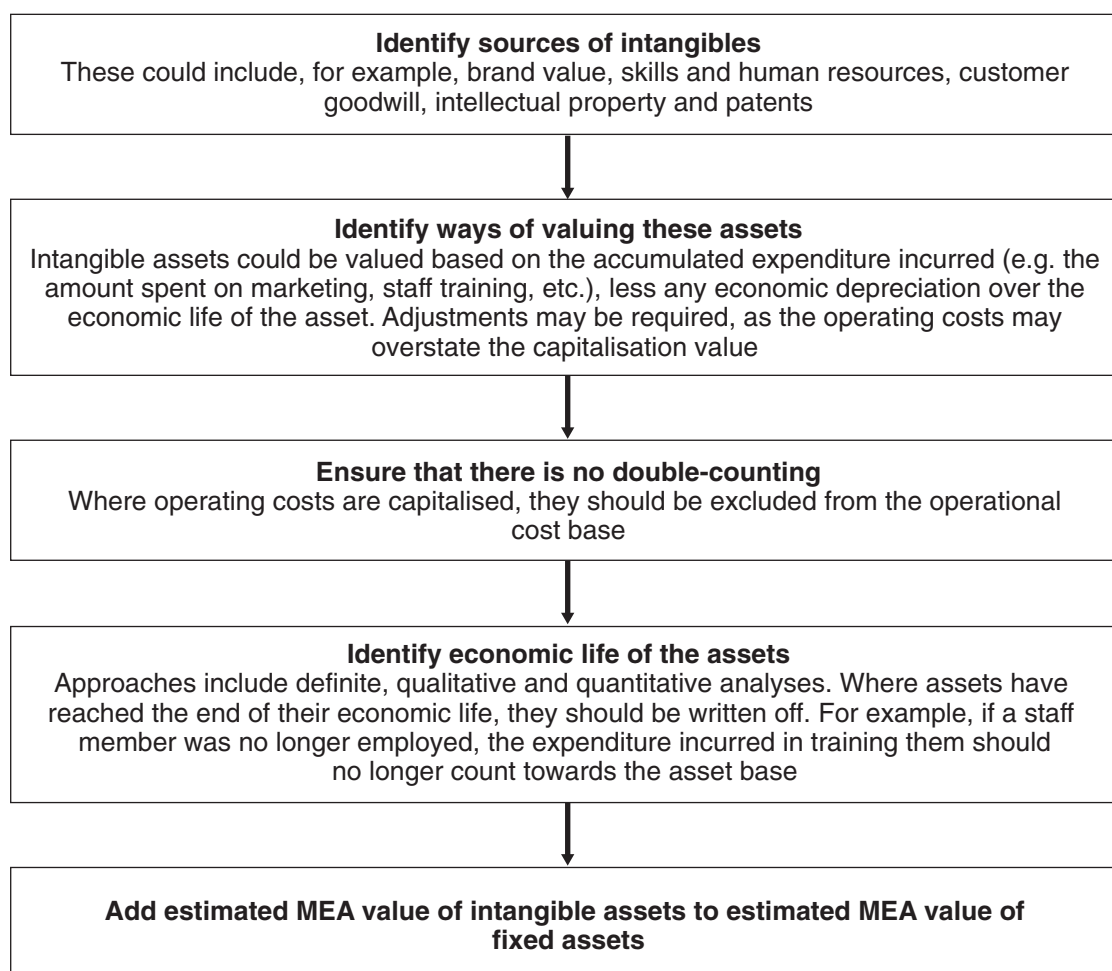 Identify sources of intangibles
These could include, for example, brand value, skills and human resources, customer
goodwill, intellectual property and patents
Identify ways of valuing these assets
Intangible assets could be valued based on the accumulated expenditure incurred (e.g. the
amount spent on marketing, staff training, etc.), less any economic depreciation over the
economic life of the asset. Adjustments may be required, as the operating costs may
overstate the capitalisation value
Ensure that there is no double-counting
Where operating costs are capitalised, they should be excluded from the operational
cost base
Identify economic life of the assets
Approaches include definite, qualitative and quantitative analyses. Where assets have
reached the end of their economic life, they should be written off. For example, if a staff
member was no longer employed, the expenditure incurred in training them should
no longer count towards the asset base
Add estimated MEA value of intangible assets to estimated MEA value of
fixed assets